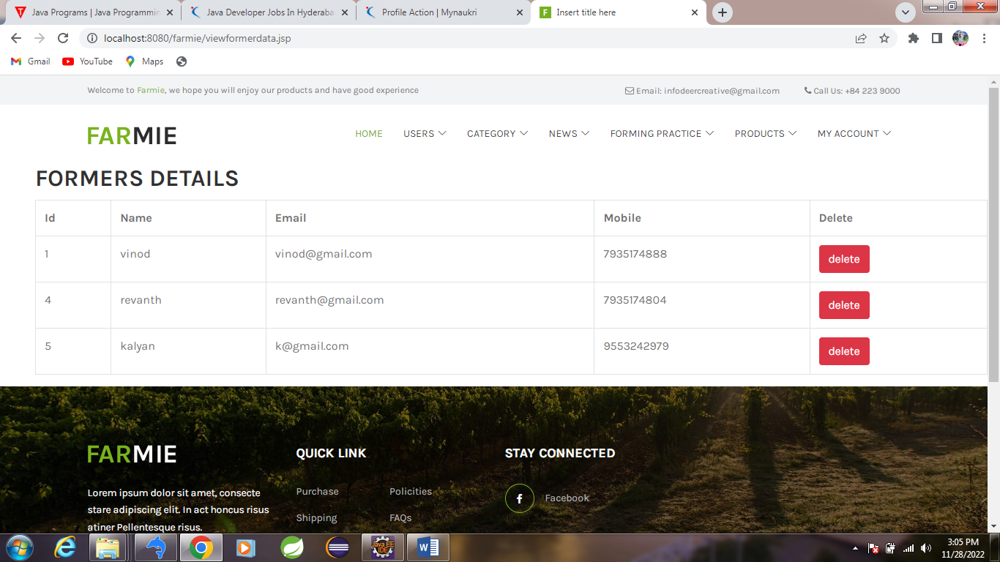 Java Programs | Java Programmin
Java Developer Jobs In Hyderaba
Profile Action | Mynaukri
F Insert title here
localhost:8080/farmie/viewformerdata.jsp
Gmail YouTube Maps
Welcome to Farmie, we hope you will enjoy our products and have good experience
Email: infodeercreative@gmail.com Call Us: +84 223 9000
FARMIE
HOME USERS CATEGORY NEWS FORMING PRACTICE PRODUCTS MY ACCOUNT
FORMERS DETAILS
Id Name Email Mobile Delete
1 vinod vinod@gmail.com 7935174888 delete
4 revanth revanth@gmail.com 7935174804 delete
5 kalyan k@gmail.com 9553242979 delete
FARMIE
Lorem ipsum dolor sit amet, consecte
stare adipiscing elit. In act honcus risus
atiner Pellentesque risus.
QUICK LINK
Purchase Policities
Shipping FAQs
STAY CONNECTED
Facebook
Java EE
IDE
3:05 PM
11/28/2022